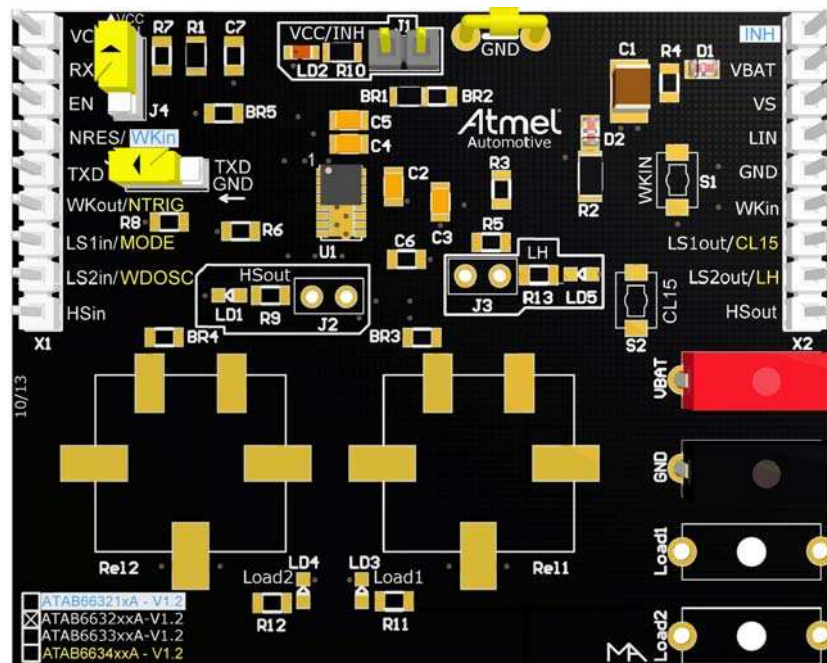 VCC
VC
RX
EN
NRES/ WKin
TXD
WKout/NTRIG
LS1in/MODE
LS2in/WDOSC
HSin
X1
R7
R1
C7
J4
BR5
TXD
GND
R8
R6
VCC/INH
J1
LD2
R10
GND
BR1
BR2
C5
C4
1
U1
C2
C3
C6
Atmel
Automotive
R3
R5
C1
R4
D1
D2
R2
WKIN
S1
INH
VBAT
VS
LIN
GND
WKin
LS1out/CL15
LS2out/LH
HSout
X2
HSout
LD1
R9
J2
LH
J3
R13
LD5
CL15
S2
BR4
BR3
10/13
VBAT
GND
Load1
Load2
Rel2
Rel1
LD4
LD3
Load2
Load1
R12
R11
ATAB66321xA - V1.2
ATAB6632xxA-V1.2
ATAB6633xxA-V1.2
ATAB6634xxA - V1.2
MA